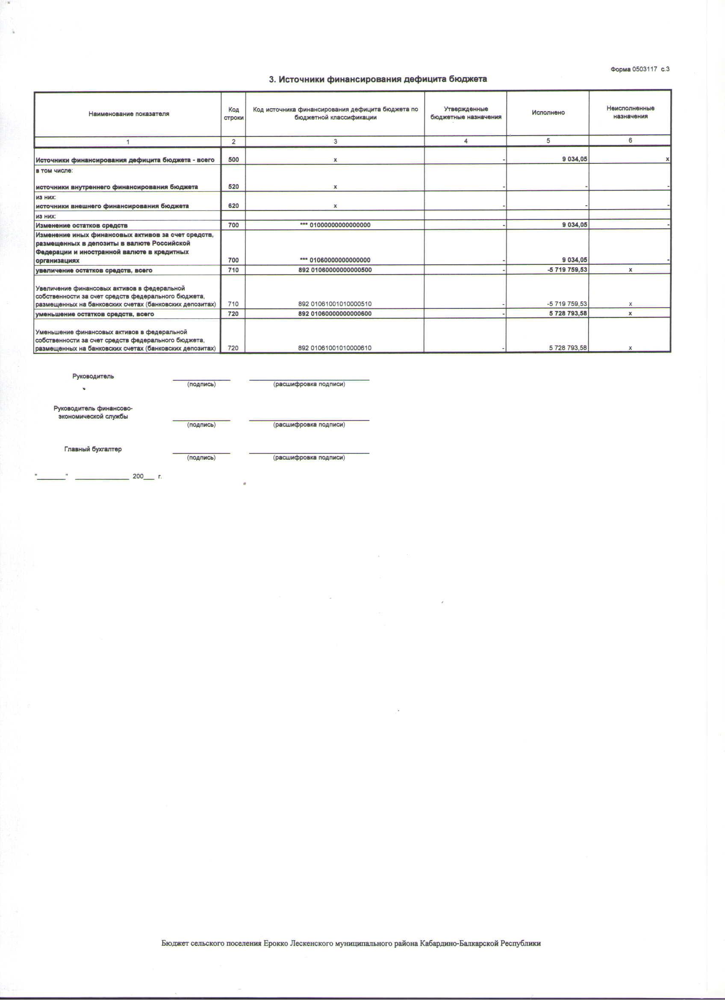 Форма 0503117 с.3
3. Источники финансирования дефицита бюджета
Наименование показателя
Код
строки
Код источника финансирования дефицита бюджета по
бюджетной классификации
Утвержденные
бюджетные назначения
Исполнено
Неисполненные
назначения
1 2 3 4 5 6
Источники финансирования дефицита бюджета - всего 500 x - 9 034,05 x
в том числе:
источники внутреннего финансирования бюджета 520 x - - -
из них:
источники внешнего финансирования бюджета 620 x - - -
из них:
Изменение остатков средств 700 *** 01000000000000000 - 9 034,05 -
Изменение иных финансовых активов за счет средств,
размещенных в депозиты в валюте Российской
Федерации и иностранной валюте в кредитных
организациях 700 *** 01060000000000000 - 9 034,05 -
увеличение остатков средств, всего 710 892 01060000000000500 - -5 719 759,53 x
Увеличение финансовых активов в федеральной
собственности за счет средств федерального бюджета,
размещенных на банковских счетах (банковских депозитах) 710 892 01061001010000510 - -5 719 759,53 x
уменьшение остатков средств, всего 720 892 01060000000000600 - 5 728 793,58 x
Уменьшение финансовых активов в федеральной
собственности за счет средств федерального бюджета,
размещенных на банковских счетах (банковских депозитах) 720 892 01061001010000610 - 5 728 793,58 x
Руководитель
(подпись) (расшифровка подписи)
Руководитель финансово-
экономической службы
(подпись) (расшифровка подписи)
Главный бухгалтер
(подпись) (расшифровка подписи)
"________" _______________ 200___ г.
Бюджет сельского поселения Ерокко Лескенского муниципального района Кабардино-Балкарской Республики